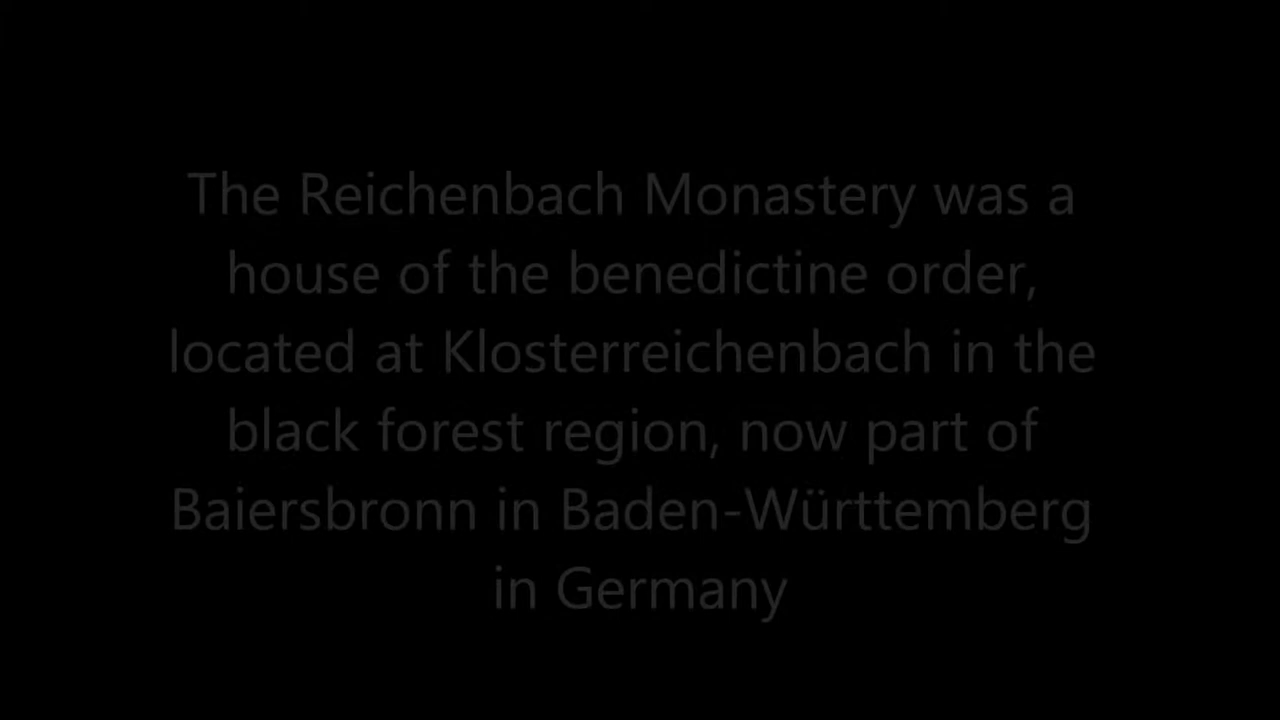 The Reichenbach Monastery was a
house of the benedictine order,
located at Klosterreichenbach in the
black forest region, now part of
Baiersbronn in Baden-Württemberg
in Germany